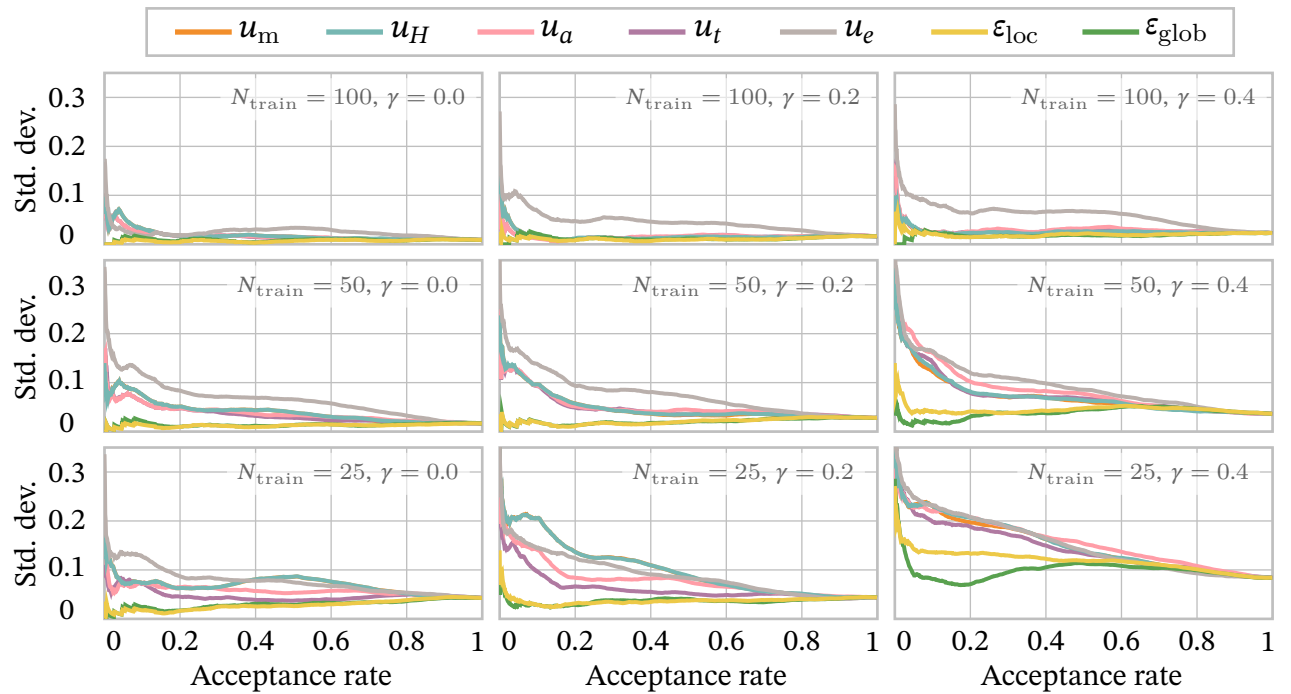 u_m u_H u_a u_t u_e ε_loc ε_glob
N_train = 100, γ = 0.0
N_train = 100, γ = 0.2
N_train = 100, γ = 0.4
Std. dev.
0.3
0.2
0.1
0
N_train = 50, γ = 0.0
N_train = 50, γ = 0.2
N_train = 50, γ = 0.4
Std. dev.
0.3
0.2
0.1
0
N_train = 25, γ = 0.0
N_train = 25, γ = 0.2
N_train = 25, γ = 0.4
Std. dev.
0.3
0.2
0.1
0
0 0.2 0.4 0.6 0.8 1
0 0.2 0.4 0.6 0.8 1
0 0.2 0.4 0.6 0.8 1
Acceptance rate
Acceptance rate
Acceptance rate